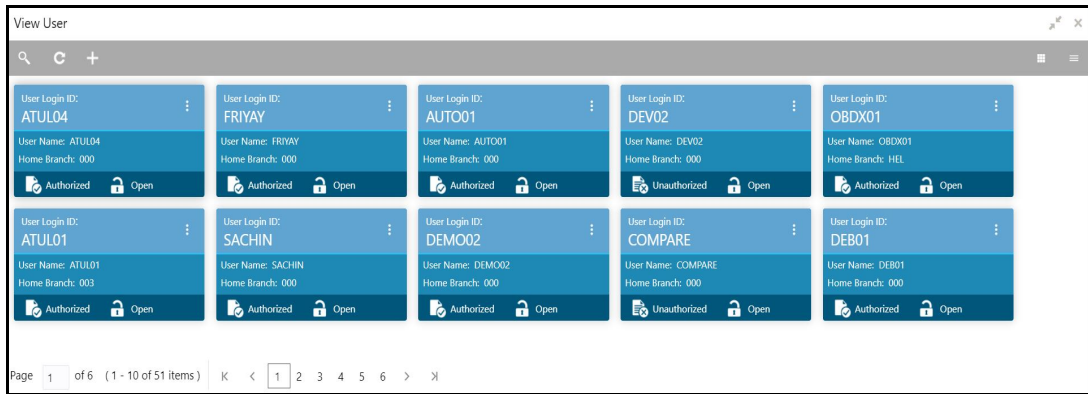 View User
User Login ID:
ATUL04
User Name: ATUL04
Home Branch: 000
Authorized Open
User Login ID:
FRIYAY
User Name: FRIYAY
Home Branch: 000
Authorized Open
User Login ID:
AUTO01
User Name: AUTO01
Home Branch: 000
Authorized Open
User Login ID:
DEV02
User Name: DEV02
Home Branch: 000
Unauthorized Open
User Login ID:
OBDX01
User Name: OBDX01
Home Branch: HEL
Authorized Open
User Login ID:
ATUL01
User Name: ATUL01
Home Branch: 003
Authorized Open
User Login ID:
SACHIN
User Name: SACHIN
Home Branch: 000
Authorized Open
User Login ID:
DEMO02
User Name: DEMO02
Home Branch: 000
Authorized Open
User Login ID:
COMPARE
User Name: COMPARE
Home Branch: 000
Unauthorized Open
User Login ID:
DEB01
User Name: DEB01
Home Branch: 000
Authorized Open
Page 1 of 6 ( 1 - 10 of 51 items ) 1 2 3 4 5 6